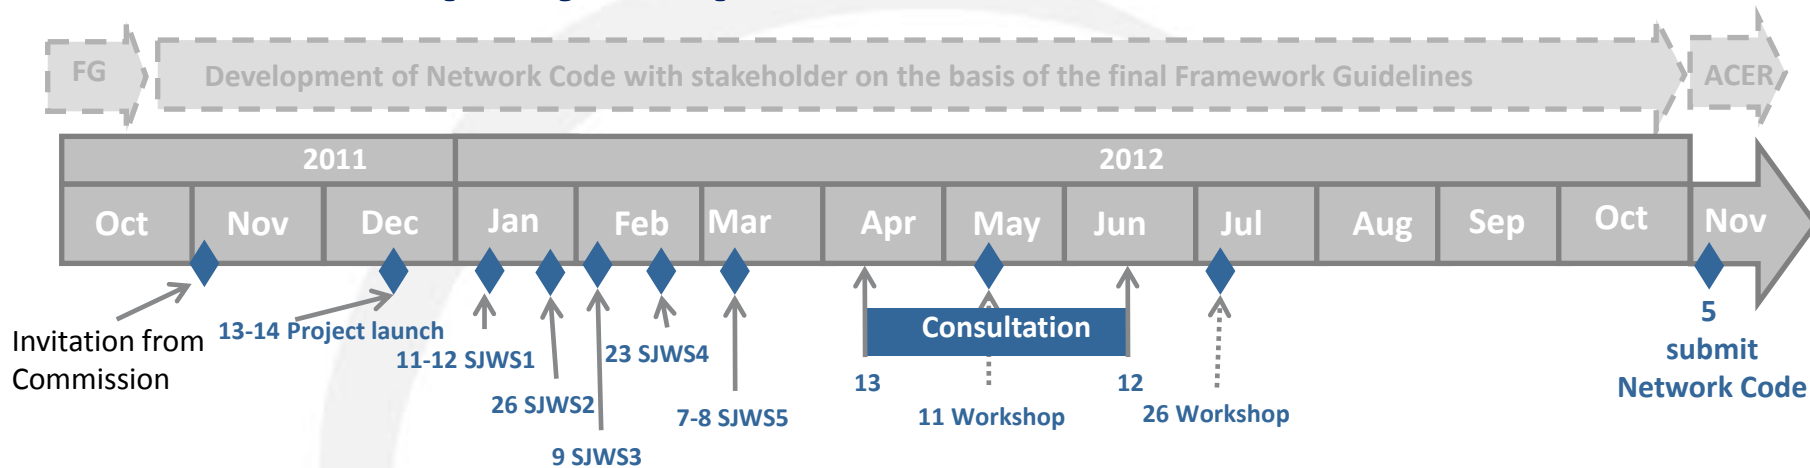 FG
Development of Network Code with stakeholder on the basis of the final Framework Guidelines
ACER
2011
2012
Oct
Nov
Dec
Jan
Feb
Mar
Apr
May
Jun
Jul
Aug
Sep
Oct
Nov
Invitation from
Commission
13-14 Project launch
11-12 SJWS1
26 SJWS2
9 SJWS3
23 SJWS4
7-8 SJWS5
Consultation
13
12
11 Workshop
26 Workshop
5
submit
Network Code